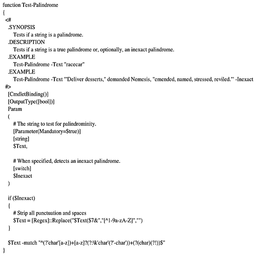 function Test-Palindrome
{
<#
.SYNOPSIS
Tests if a string is a palindrome.
.DESCRIPTION
Tests if a string is a true palindrome or, optionally, an inexact palindrome.
.EXAMPLE
Test-Palindrome -Text "racecar"
.EXAMPLE
Test-Palindrome -Text '"Deliver desserts," demanded Nemesis, "emended, named, stressed, reviled."' -Inexact
#>
[CmdletBinding()]
[OutputType([bool])]
Param
(
# The string to test for palindrominity.
[Parameter(Mandatory=$true)]
[string]
$Text,
# When specified, detects an inexact palindrome.
[switch]
$Inexact
)
if ($Inexact)
{
# Strip all punctuation and spaces
$Text = [Regex]::Replace("$Text($7&","[^1-9a-zA-Z]","")
}
$Text -match "^(?'char'[a-z])+[a-z]?(?:\k'char'(?'-char'))+(?(char)(?!))$"
}